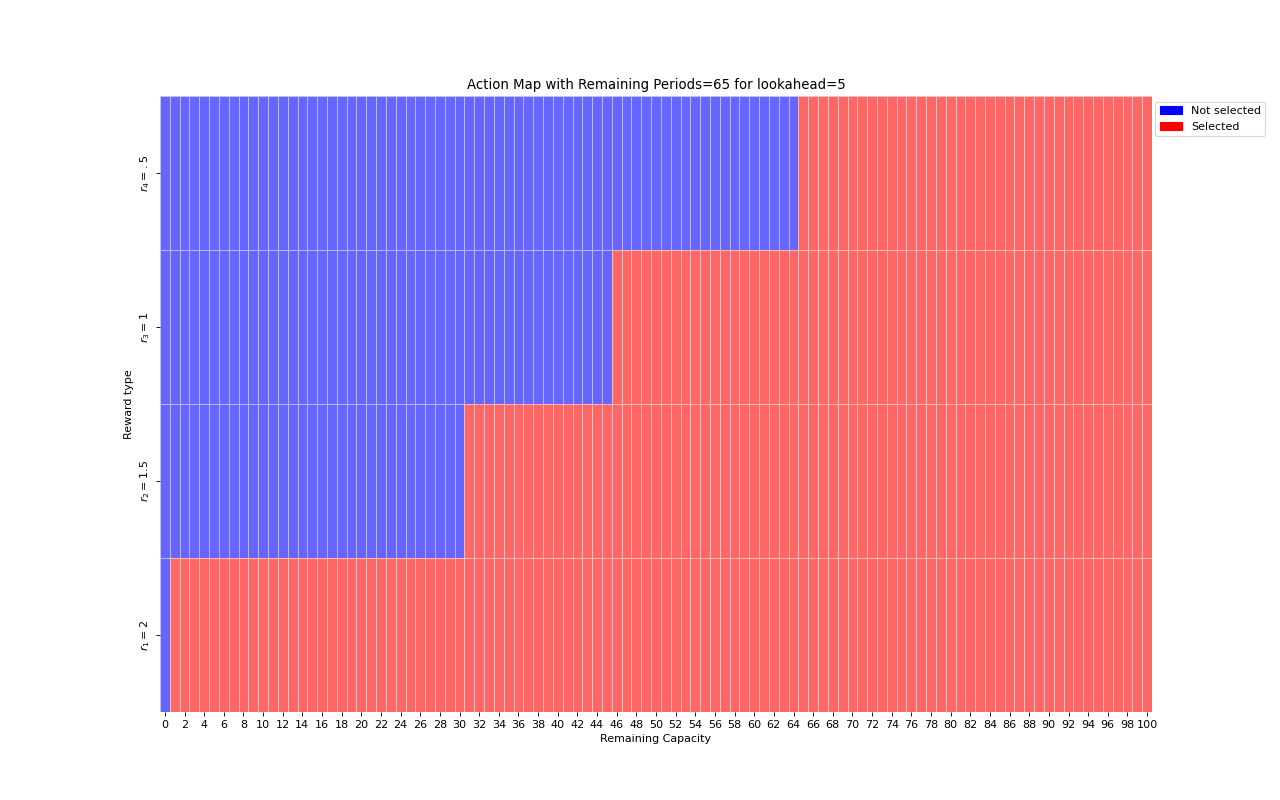 Action Map with Remaining Periods=65 for lookahead=5
Not selected
Selected
r₄ = .5
r₃ = 1
r₂ = 1.5
r₁ = 2
Reward type
0 2 4 6 8 10 12 14 16 18 20 22 24 26 28 30 32 34 36 38 40 42 44 46 48 50 52 54 56 58 60 62 64 66 68 70 72 74 76 78 80 82 84 86 88 90 92 94 96 98 100
Remaining Capacity